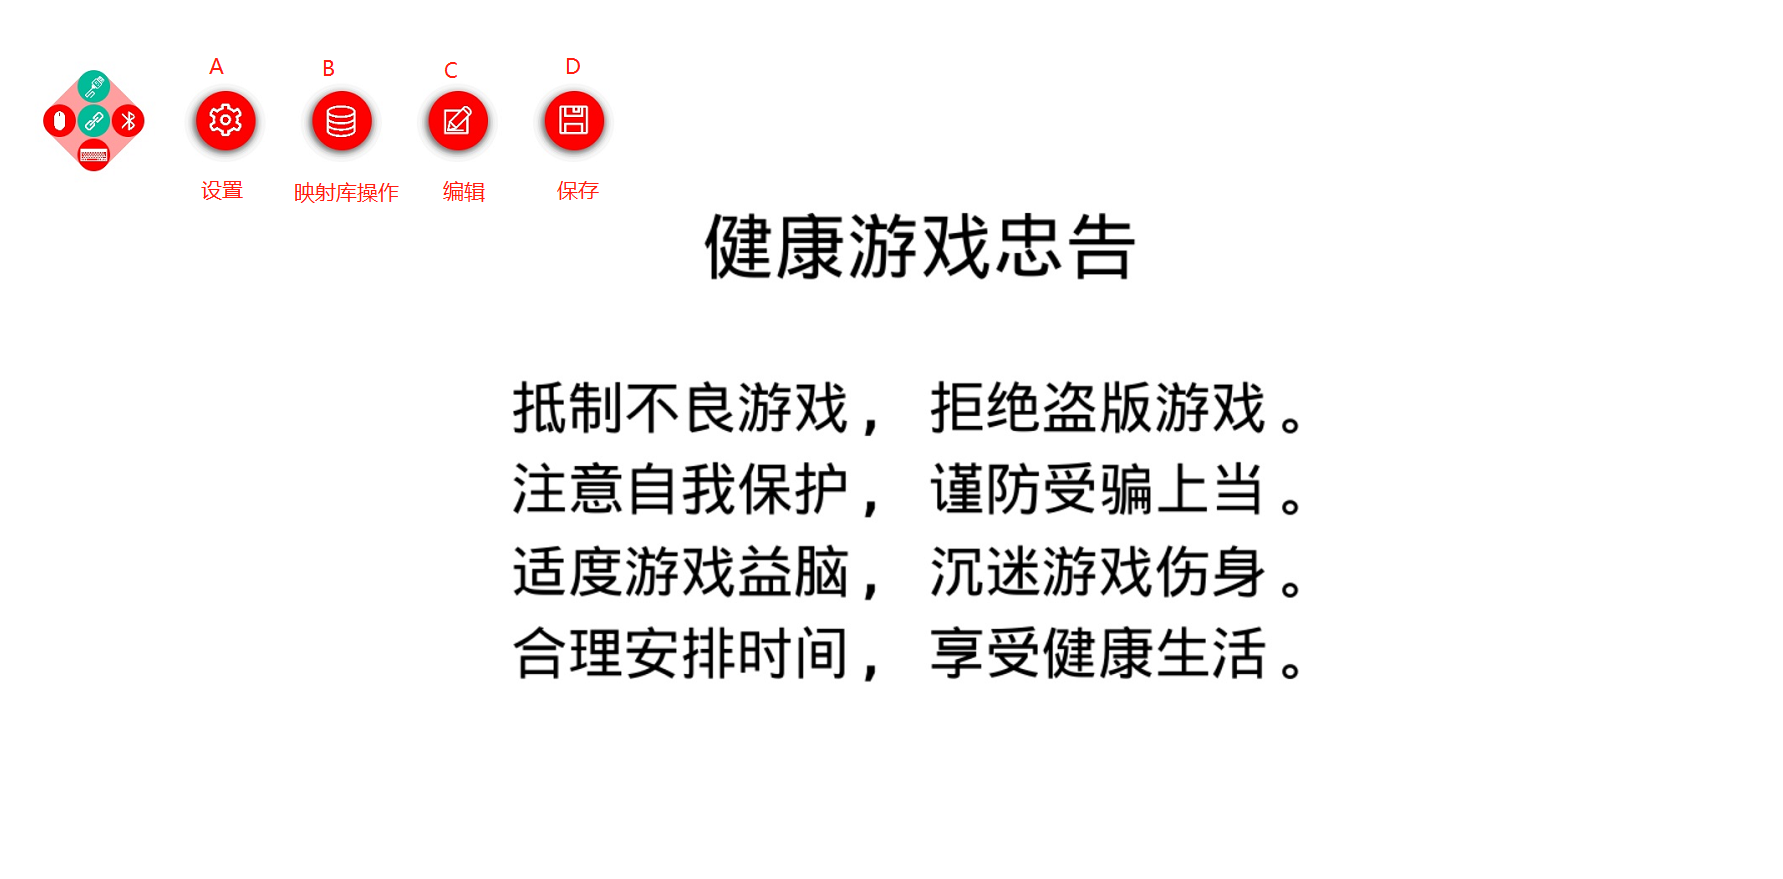 A B C D
设置 映射库操作 编辑 保存
健康游戏忠告
抵制不良游戏, 拒绝盗版游戏。
注意自我保护, 谨防受骗上当。
适度游戏益脑, 沉迷游戏伤身。
合理安排时间, 享受健康生活。